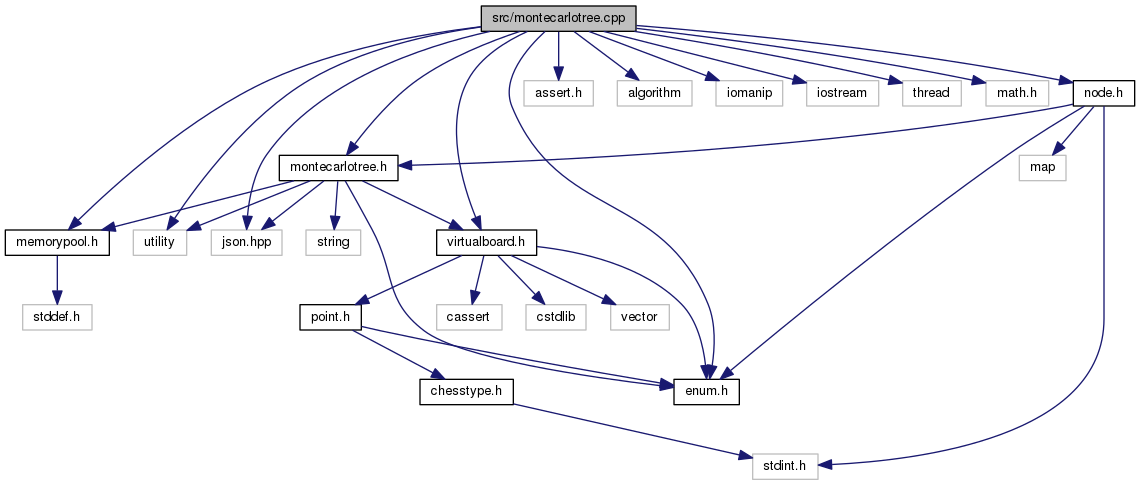 src/montecarlotree.cpp
assert.h
algorithm
iomanip
iostream
thread
math.h
node.h
montecarlotree.h
map
memorypool.h
utility
json.hpp
string
virtualboard.h
stddef.h
point.h
cassert
cstdlib
vector
chesstype.h
enum.h
stdint.h